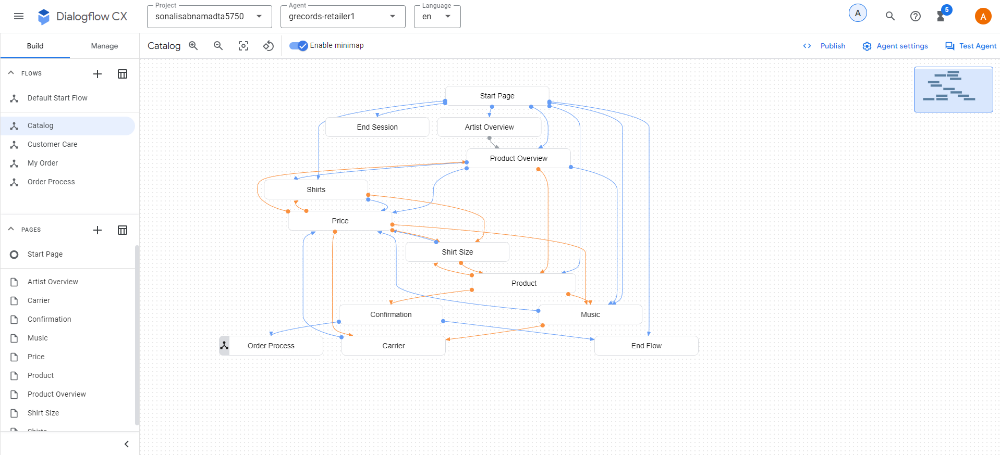 Dialogflow CX
Project
sonalisabnamadta5750
Agent
grecords-retailer1
Language
en
A
5
A
Build
Manage
Catalog
Enable minimap
Publish
Agent settings
Test Agent
FLOWS
Default Start Flow
Catalog
Customer Care
My Order
Order Process
PAGES
Start Page
Artist Overview
Carrier
Confirmation
Music
Price
Product
Product Overview
Shirt Size
Shirts
Start Page
End Session
Artist Overview
Product Overview
Shirts
Price
Shirt Size
Product
Confirmation
Music
Order Process
Carrier
End Flow